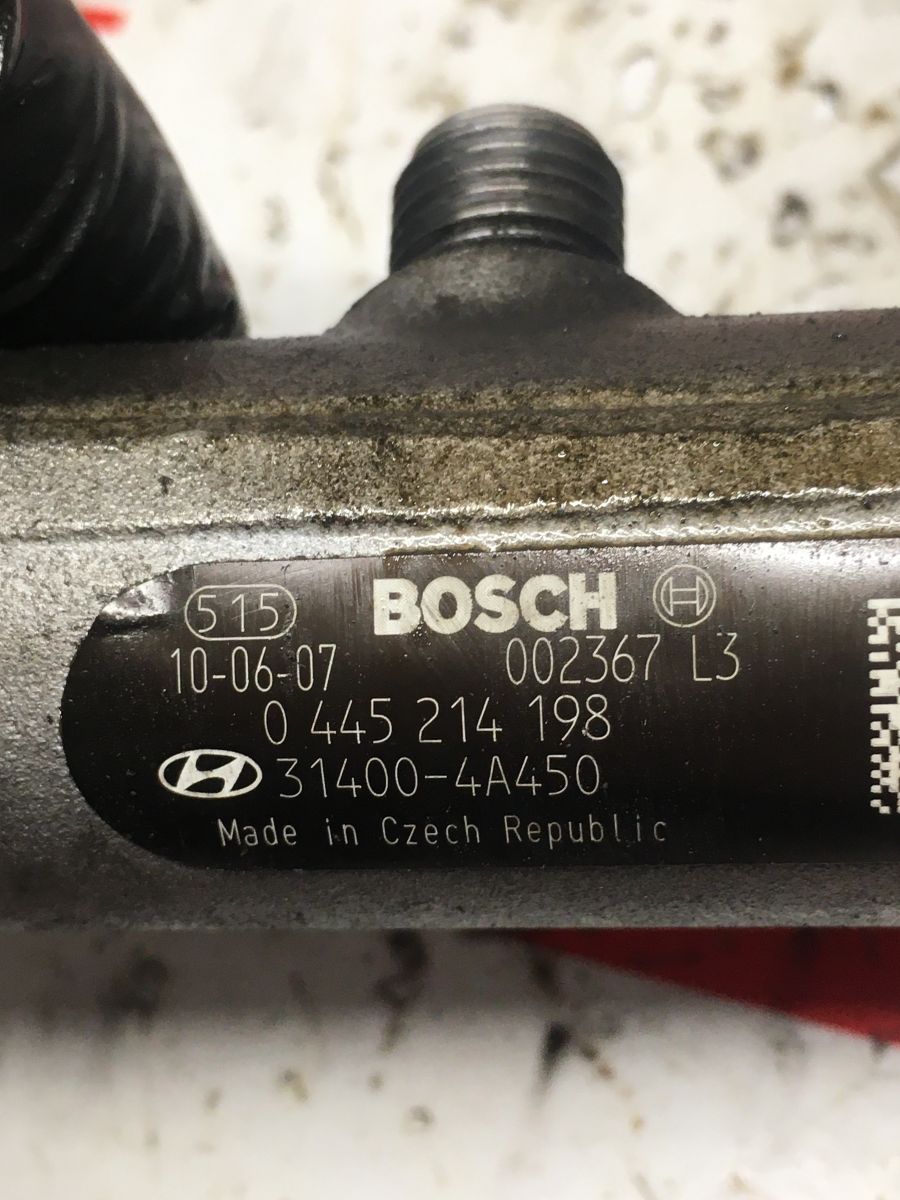 515 BOSCH
10-06-07 002367 L3
0 445 214 198
31400-4A450
Made in Czech Republic